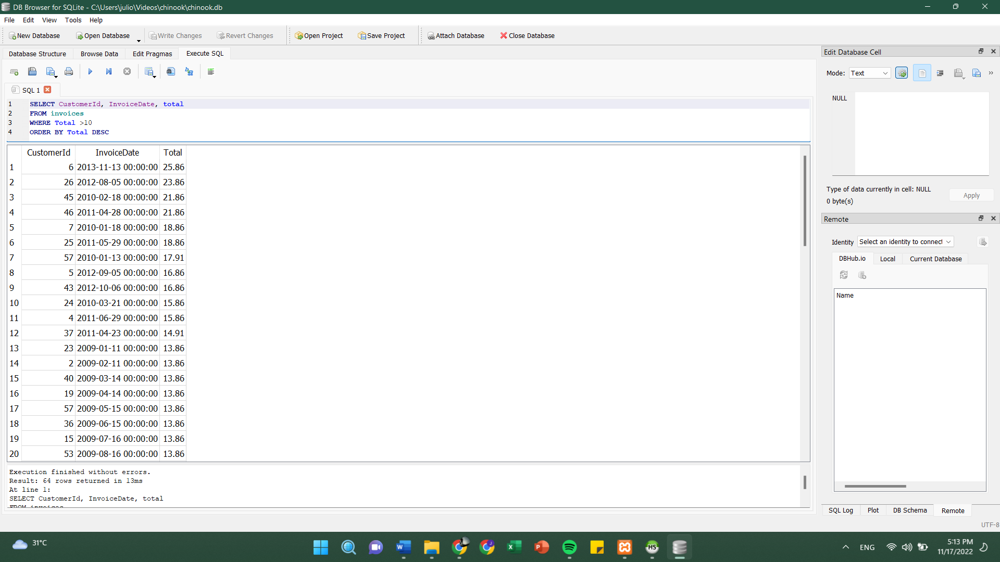 DB Browser for SQLite - C:\Users\julio\Videos\chinook\chinook.db
File Edit View Tools Help
New Database Open Database Write Changes Revert Changes Open Project Save Project Attach Database Close Database
Database Structure Browse Data Edit Pragmas Execute SQL
SQL 1
1 SELECT CustomerId, InvoiceDate, total
2 FROM invoices
3 WHERE Total >10
4 ORDER BY Total DESC
CustomerId InvoiceDate Total
1 6 2013-11-13 00:00:00 25.86
2 26 2012-08-05 00:00:00 23.86
3 45 2010-02-18 00:00:00 21.86
4 46 2011-04-28 00:00:00 21.86
5 7 2010-01-18 00:00:00 18.86
6 25 2011-05-29 00:00:00 18.86
7 57 2010-01-13 00:00:00 17.91
8 5 2012-09-05 00:00:00 16.86
9 43 2012-10-06 00:00:00 16.86
10 24 2010-03-21 00:00:00 15.86
11 4 2011-06-29 00:00:00 15.86
12 37 2011-04-23 00:00:00 14.91
13 23 2009-01-11 00:00:00 13.86
14 2 2009-02-11 00:00:00 13.86
15 40 2009-03-14 00:00:00 13.86
16 19 2009-04-14 00:00:00 13.86
17 57 2009-05-15 00:00:00 13.86
18 36 2009-06-15 00:00:00 13.86
19 15 2009-07-16 00:00:00 13.86
20 53 2009-08-16 00:00:00 13.86
Execution finished without errors.
Result: 64 rows returned in 13ms
At line 1:
SELECT CustomerId, InvoiceDate, total
FROM invoices
Edit Database Cell
Mode: Text
NULL
Type of data currently in cell: NULL
0 byte(s)
Apply
Remote
Identity Select an identity to connect
DBHub.io Local Current Database
Name
SQL Log Plot DB Schema Remote
UTF-8
31°C
HS
ENG
5:13 PM
11/17/2022